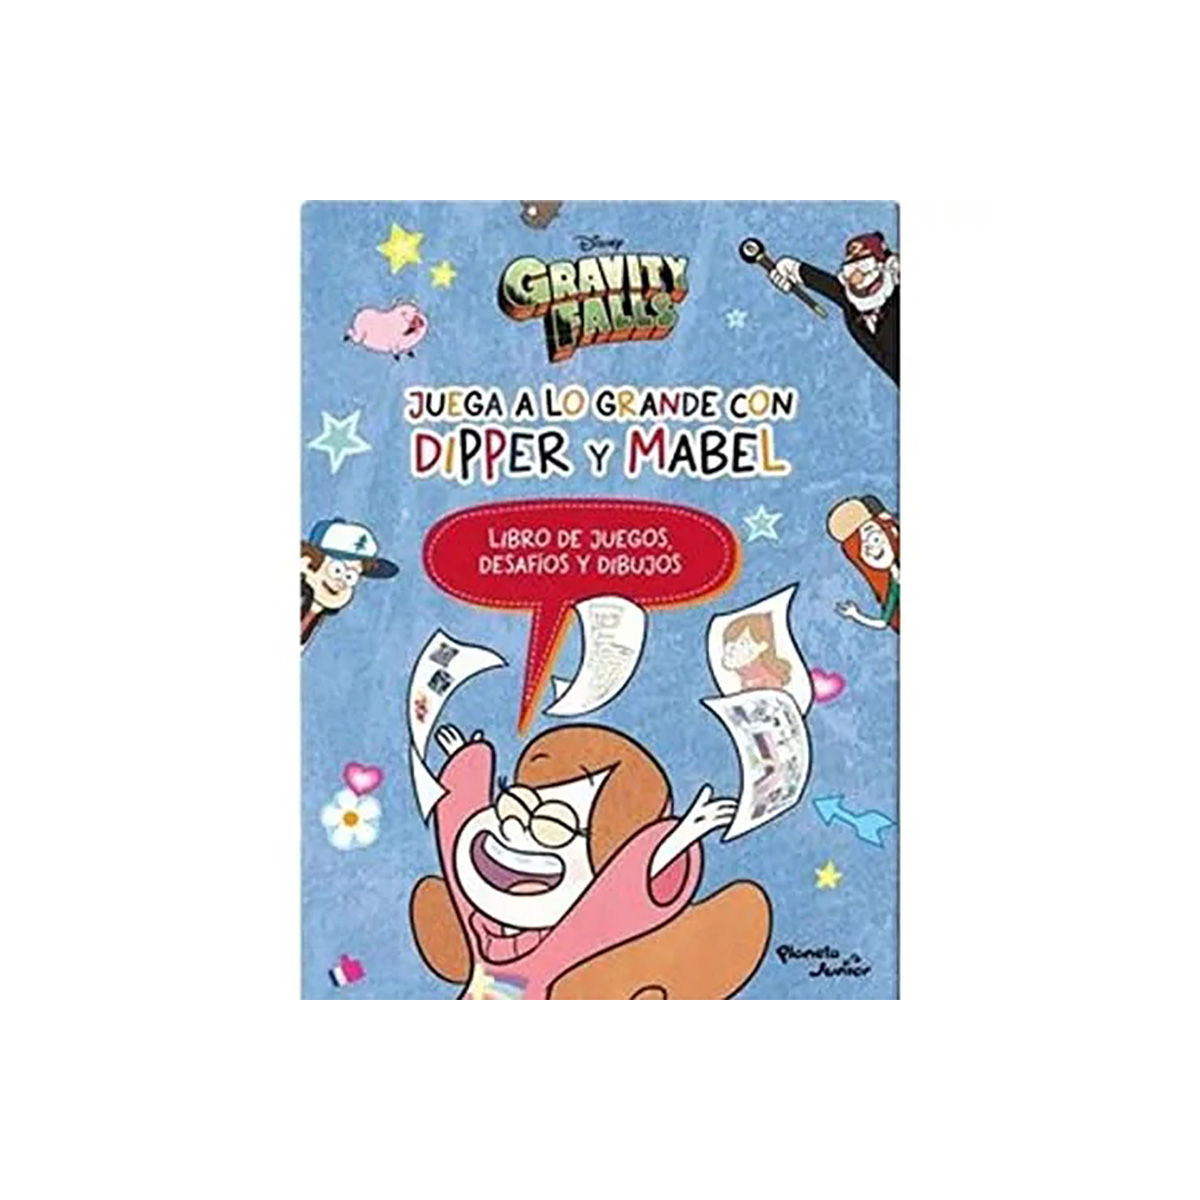 Disney
GRAVITY
FALLS
JUEGA A LO GRANDE CON
DIPPER Y MABEL
LIBRO DE JUEGOS,
DESAFÍOS Y DIBUJOS
Planeta
Junior